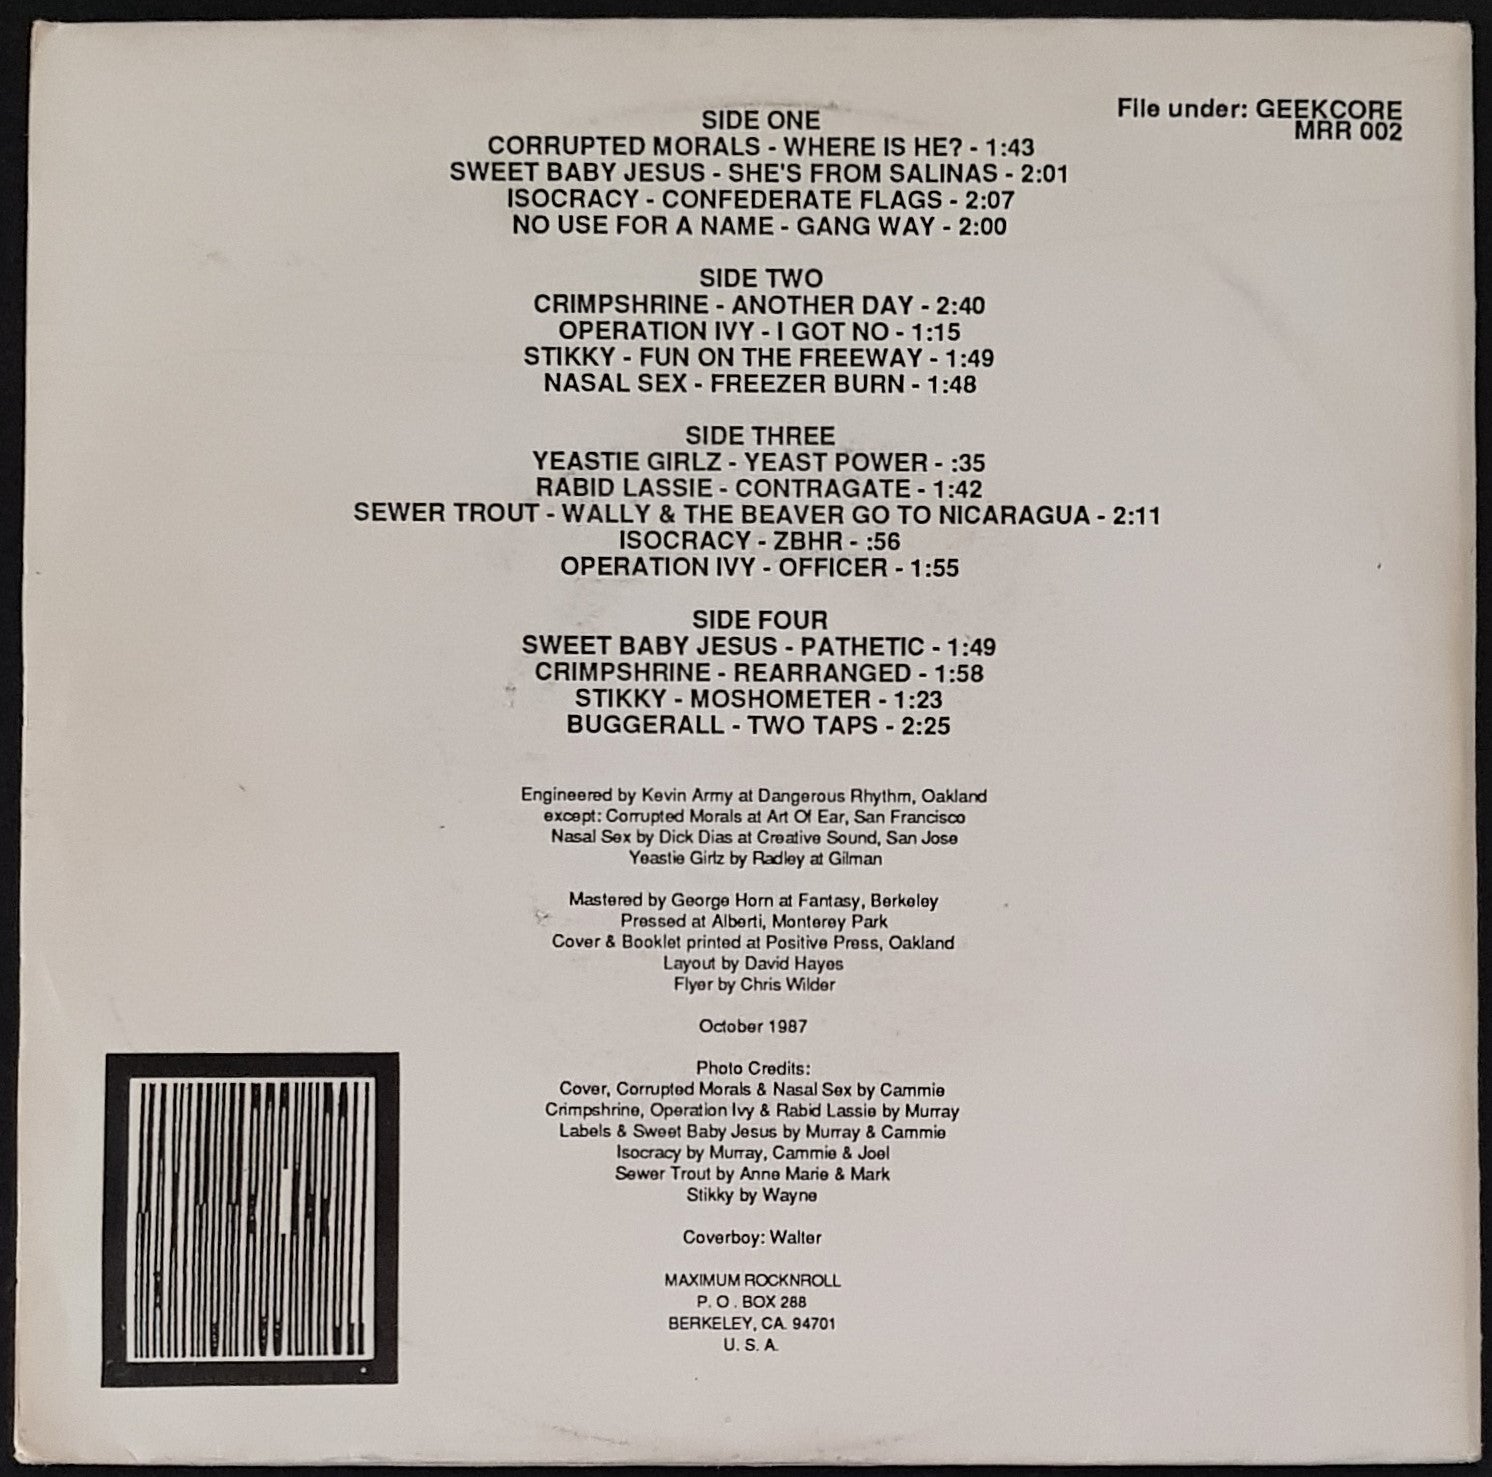 File under: GEEKCORE
MRR 002
SIDE ONE
CORRUPTED MORALS - WHERE IS HE? - 1:43
SWEET BABY JESUS - SHE'S FROM SALINAS - 2:01
ISOCRACY - CONFEDERATE FLAGS - 2:07
NO USE FOR A NAME - GANG WAY - 2:00
SIDE TWO
CRIMPSHRINE - ANOTHER DAY - 2:40
OPERATION IVY - I GOT NO - 1:15
STIKKY - FUN ON THE FREEWAY - 1:49
NASAL SEX - FREEZER BURN - 1:48
SIDE THREE
YEASTIE GIRLZ - YEAST POWER - :35
RABID LASSIE - CONTRAGATE - 1:42
SEWER TROUT - WALLY & THE BEAVER GO TO NICARAGUA - 2:11
ISOCRACY - ZBHR - :56
OPERATION IVY - OFFICER - 1:55
SIDE FOUR
SWEET BABY JESUS - PATHETIC - 1:49
CRIMPSHRINE - REARRANGED - 1:58
STIKKY - MOSHOMETER - 1:23
BUGGERALL - TWO TAPS - 2:25
Engineered by Kevin Army at Dangerous Rhythm, Oakland
except: Corrupted Morals at Art Of Ear, San Francisco
Nasal Sex by Dick Dias at Creative Sound, San Jose
Yeastie Girlz by Radley at Gilman
Mastered by George Horn at Fantasy, Berkeley
Pressed at Alberti, Monterey Park
Cover & Booklet printed at Positive Press, Oakland
Layout by David Hayes
Flyer by Chris Wilder
October 1987
Photo Credits:
Cover, Corrupted Morals & Nasal Sex by Cammie
Crimpshrine, Operation Ivy & Rabid Lassie by Murray
Labels & Sweet Baby Jesus by Murray & Cammie
Isocracy by Murray, Cammie & Joel
Sewer Trout by Anne Marie & Mark
Stikky by Wayne
Coverboy: Walter
MAXIMUM ROCKNROLL
P. O. BOX 288
BERKELEY, CA. 94701
U. S. A.